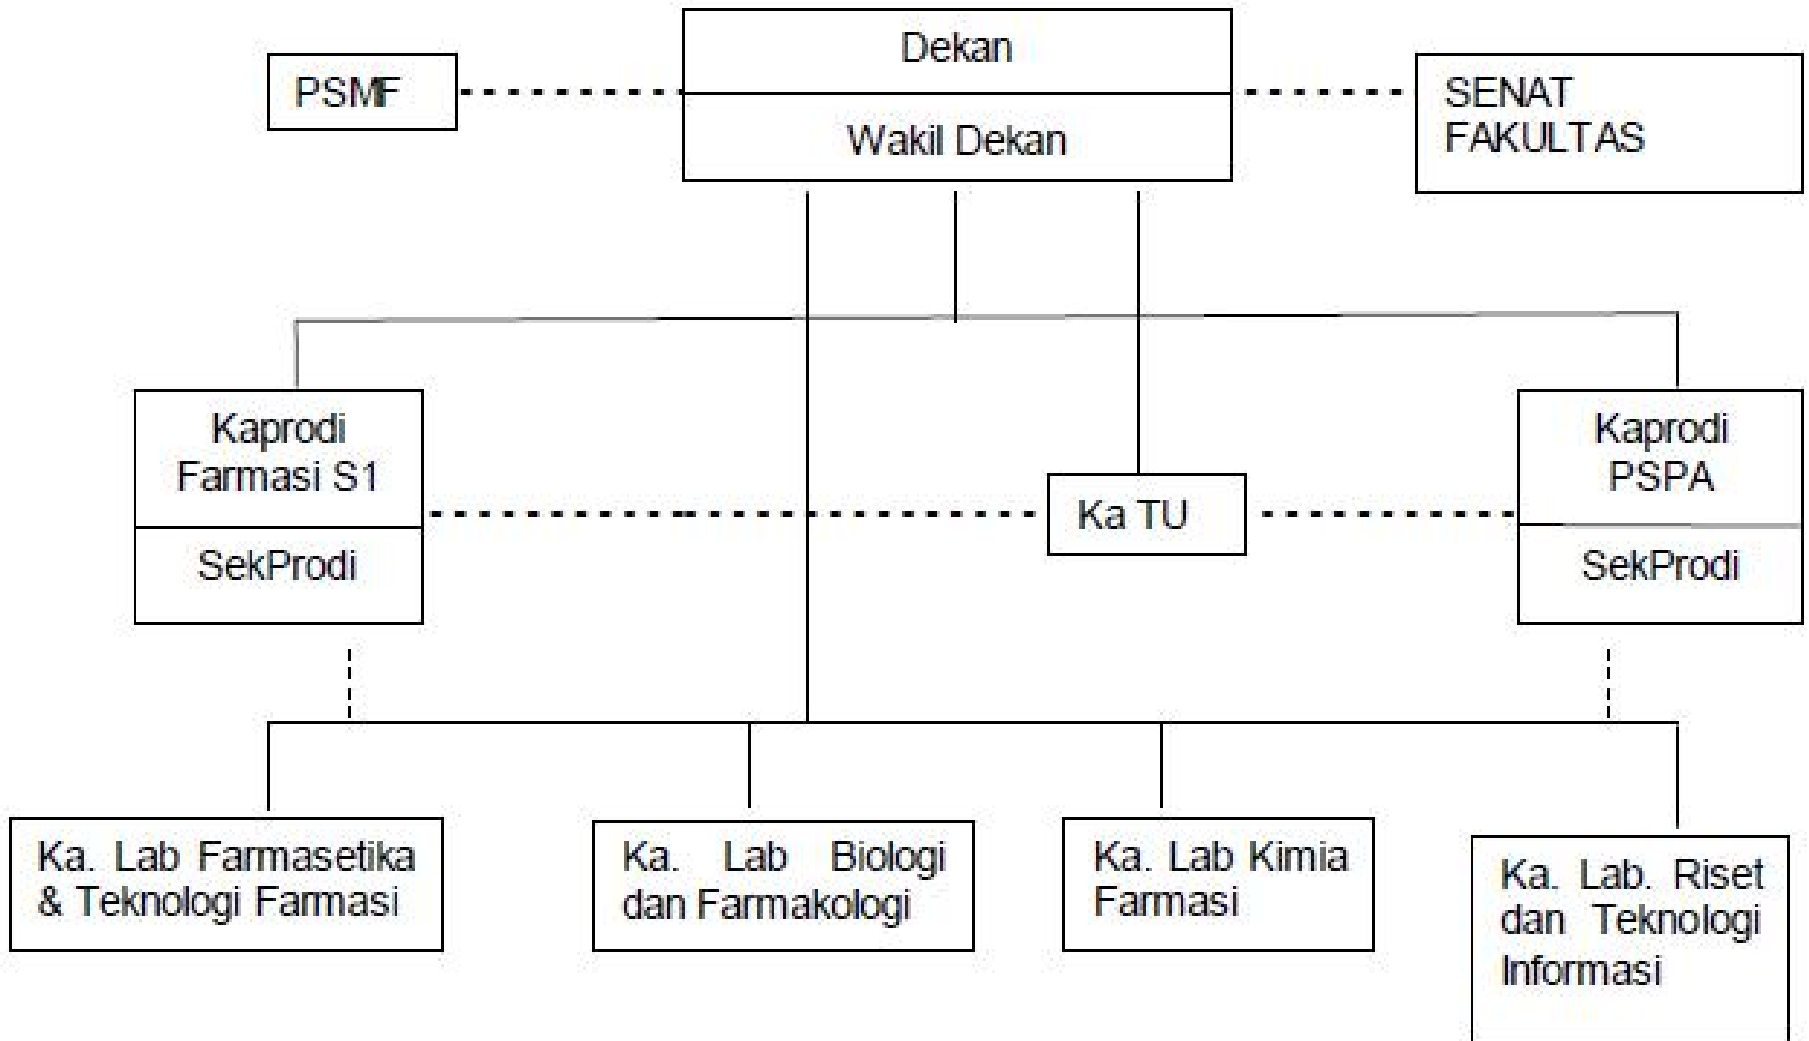 Dekan
PSMF
SENAT
FAKULTAS
Wakil Dekan
Kaprodi
Farmasi S1
Kaprodi
PSPA
Ka TU
SekProdi
SekProdi
Ka. Lab Farmasetika
& Teknologi Farmasi
Ka. Lab Biologi
dan Farmakologi
Ka. Lab Kimia
Farmasi
Ka. Lab. Riset
dan Teknologi
Informasi